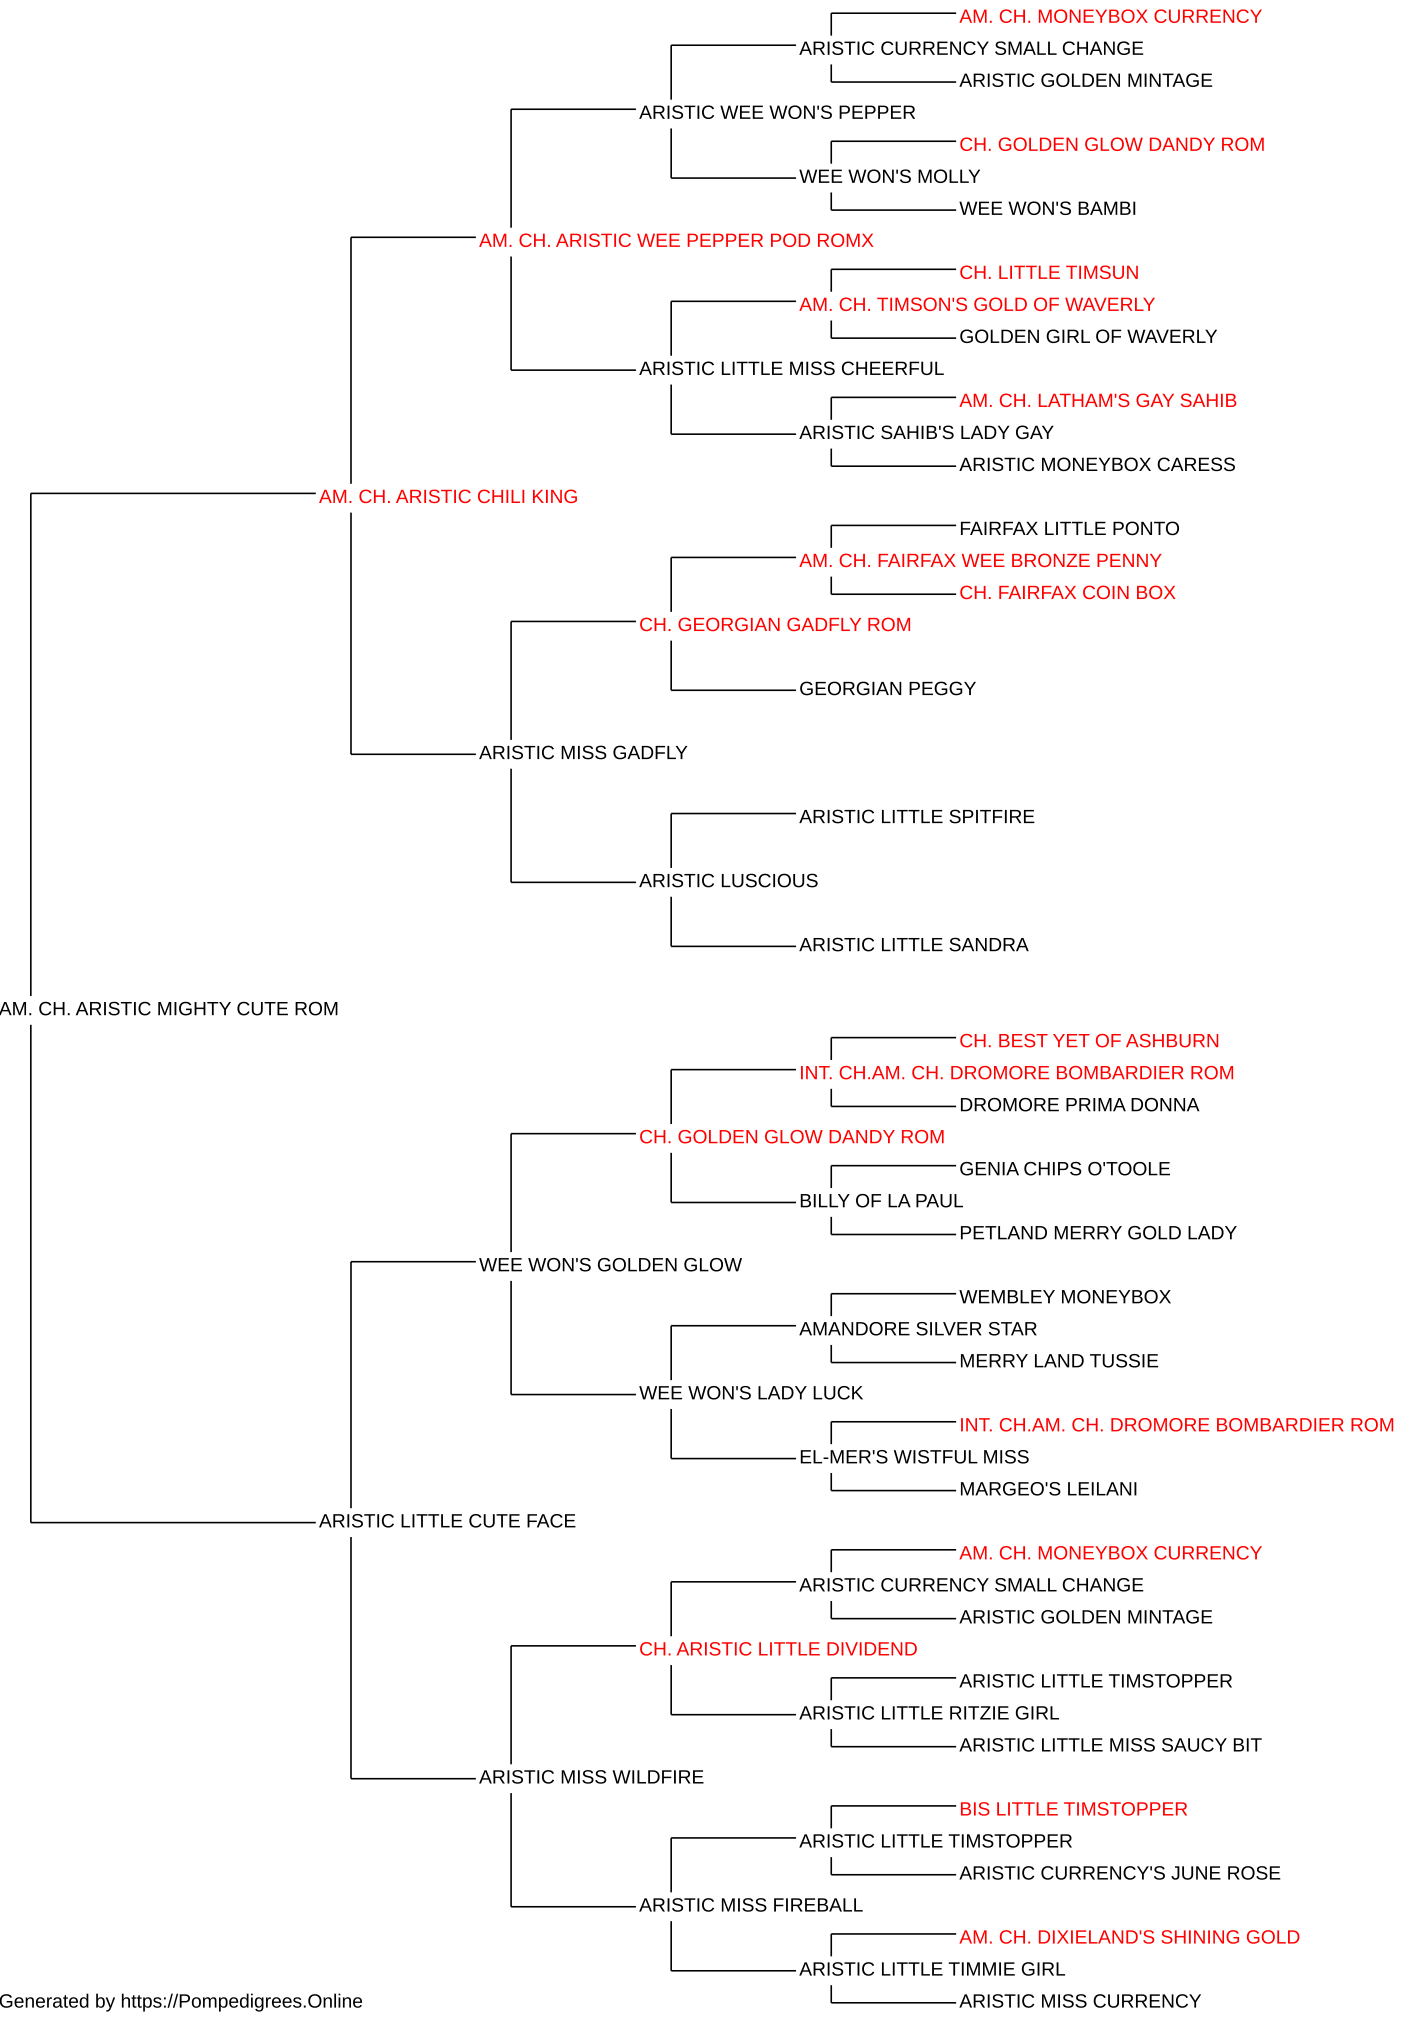 AM. CH. MONEYBOX CURRENCY
ARISTIC CURRENCY SMALL CHANGE
ARISTIC GOLDEN MINTAGE
ARISTIC WEE WON'S PEPPER
CH. GOLDEN GLOW DANDY ROM
WEE WON'S MOLLY
WEE WON'S BAMBI
AM. CH. ARISTIC WEE PEPPER POD ROMX
CH. LITTLE TIMSUN
AM. CH. TIMSON'S GOLD OF WAVERLY
GOLDEN GIRL OF WAVERLY
ARISTIC LITTLE MISS CHEERFUL
AM. CH. LATHAM'S GAY SAHIB
ARISTIC SAHIB'S LADY GAY
ARISTIC MONEYBOX CARESS
AM. CH. ARISTIC CHILI KING
FAIRFAX LITTLE PONTO
AM. CH. FAIRFAX WEE BRONZE PENNY
CH. FAIRFAX COIN BOX
CH. GEORGIAN GADFLY ROM
GEORGIAN PEGGY
ARISTIC MISS GADFLY
ARISTIC LITTLE SPITFIRE
ARISTIC LUSCIOUS
ARISTIC LITTLE SANDRA
AM. CH. ARISTIC MIGHTY CUTE ROM
CH. BEST YET OF ASHBURN
INT. CH.AM. CH. DROMORE BOMBARDIER ROM
DROMORE PRIMA DONNA
CH. GOLDEN GLOW DANDY ROM
GENIA CHIPS O'TOOLE
BILLY OF LA PAUL
PETLAND MERRY GOLD LADY
WEE WON'S GOLDEN GLOW
WEMBLEY MONEYBOX
AMANDORE SILVER STAR
MERRY LAND TUSSIE
WEE WON'S LADY LUCK
INT. CH.AM. CH. DROMORE BOMBARDIER ROM
EL-MER'S WISTFUL MISS
MARGEO'S LEILANI
ARISTIC LITTLE CUTE FACE
AM. CH. MONEYBOX CURRENCY
ARISTIC CURRENCY SMALL CHANGE
ARISTIC GOLDEN MINTAGE
CH. ARISTIC LITTLE DIVIDEND
ARISTIC LITTLE TIMSTOPPER
ARISTIC LITTLE RITZIE GIRL
ARISTIC LITTLE MISS SAUCY BIT
ARISTIC MISS WILDFIRE
BIS LITTLE TIMSTOPPER
ARISTIC LITTLE TIMSTOPPER
ARISTIC CURRENCY'S JUNE ROSE
ARISTIC MISS FIREBALL
AM. CH. DIXIELAND'S SHINING GOLD
ARISTIC LITTLE TIMMIE GIRL
ARISTIC MISS CURRENCY
Generated by https://Pompedigrees.Online